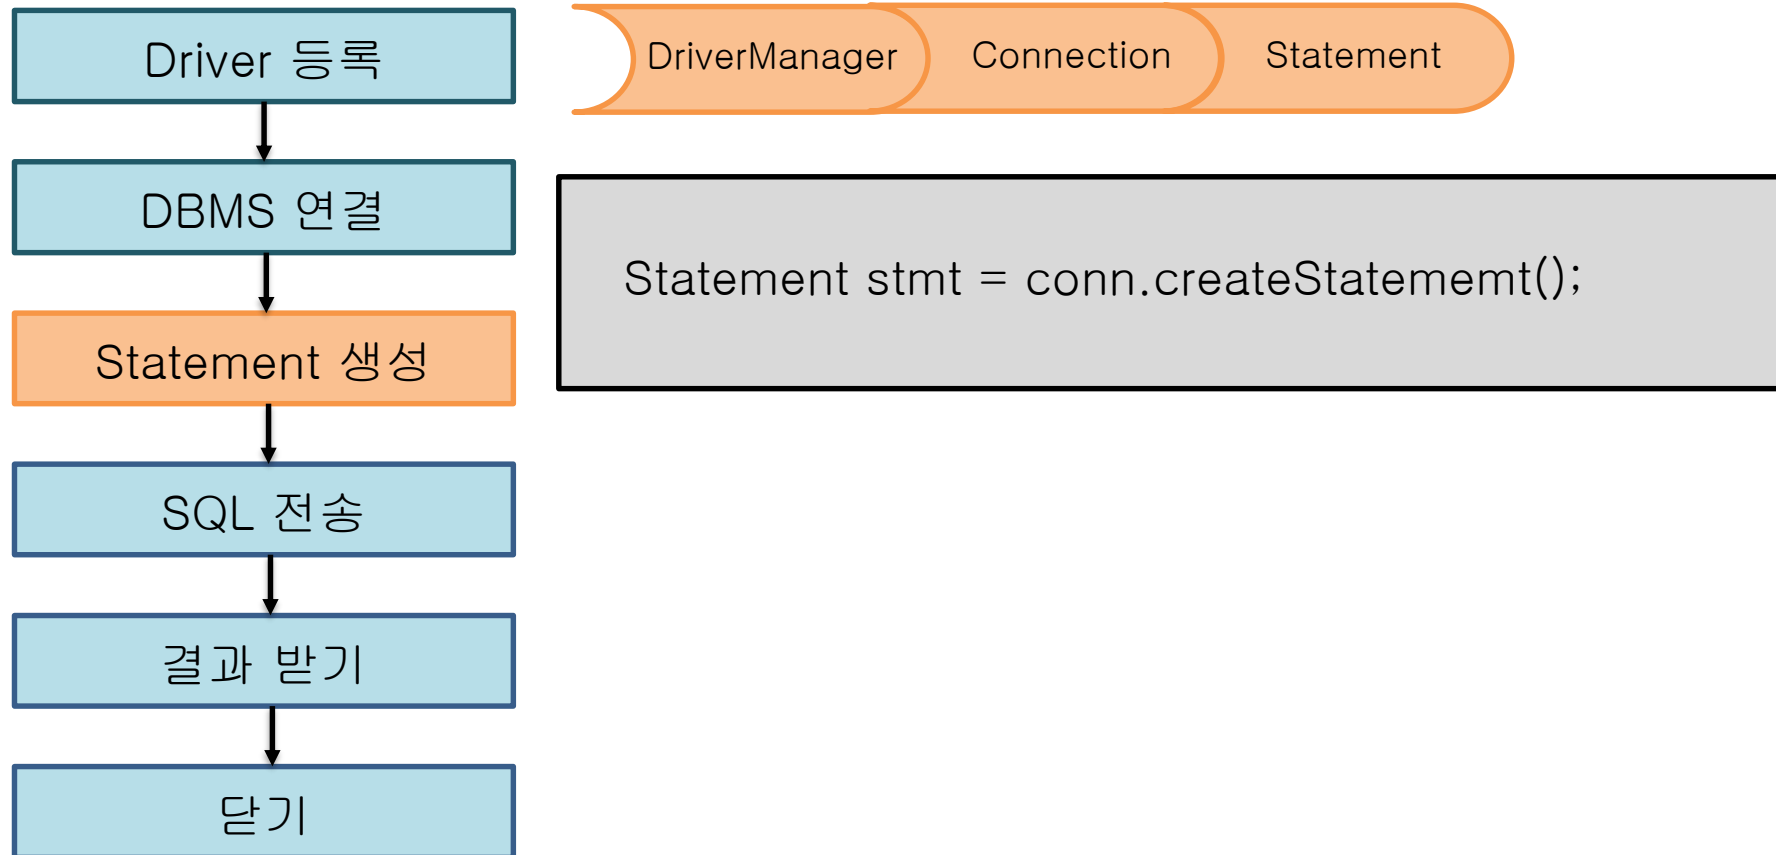 Driver 등록
DriverManager
Connection
Statement
DBMS 연결
Statement stmt = conn.createStatememt();
Statement 생성
SQL 전송
결과 받기
닫기